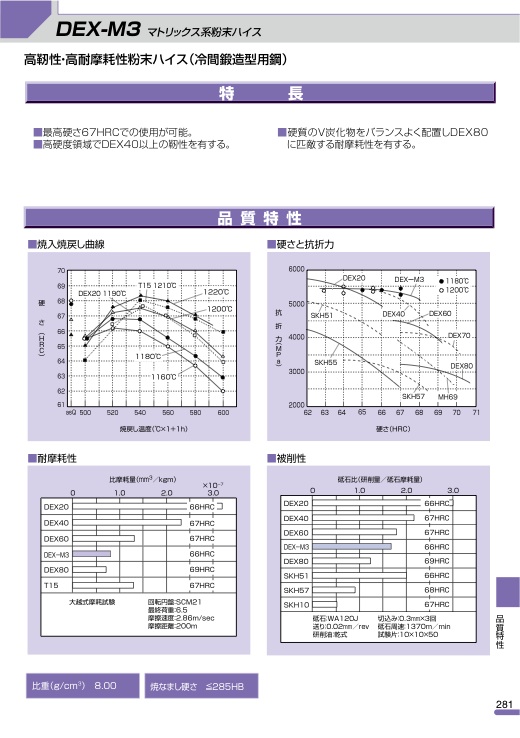 DEX-M3 マトリックス系粉末ハイス
高靭性・高耐摩耗性粉末ハイス（冷間鍛造型用鋼）
特　長
■最高硬さ67HRCでの使用が可能。
■高硬度領域でDEX40以上の靭性を有する。
■硬質のV炭化物をバランスよく配置しDEX80
に匹敵する耐摩耗性を有する。
品質特性
■焼入焼戻し曲線
70
69
68
67
66
65
64
63
62
61
硬さ(HRC)
DEX20 1190℃
T15 1210℃
1220℃
1200℃
1180℃
1160℃
asQ 500 520 540 560 580 600
焼戻し温度(℃×1+1h)
■硬さと抗折力
6000
5000
4000
3000
2000
抗折力(MPa)
DEX20
DEX-M3
● 1180℃
○ 1200℃
SKH51
DEX40
DEX60
DEX70
SKH55
DEX80
SKH57
MH69
62 63 64 65 66 67 68 69 70 71
硬さ(HRC)
■耐摩耗性
比摩耗量(mm³／kgm)
×10⁻⁷
0 1.0 2.0 3.0
DEX20 66HRC
DEX40 67HRC
DEX60 67HRC
DEX-M3 66HRC
DEX80 69HRC
T15 67HRC
大越式摩耗試験
回転円盤:SCM21
最終荷重:6.5
摩擦速度:2.86m/sec
摩擦距離:200m
■被削性
砥石比(研削量／砥石摩耗量)
0 1.0 2.0 3.0
DEX20 66HRC
DEX40 67HRC
DEX60 67HRC
DEX-M3 66HRC
DEX80 69HRC
SKH51 66HRC
SKH57 68HRC
SKH10 67HRC
砥石:WA120J 切込み:0.3mm×3回
送り:0.02mm／rev 砥石周速:1370m／min
研削油:乾式 試験片:10×10×50
品質特性
比重(g/cm³) 8.00
焼なまし硬さ ≦285HB
281